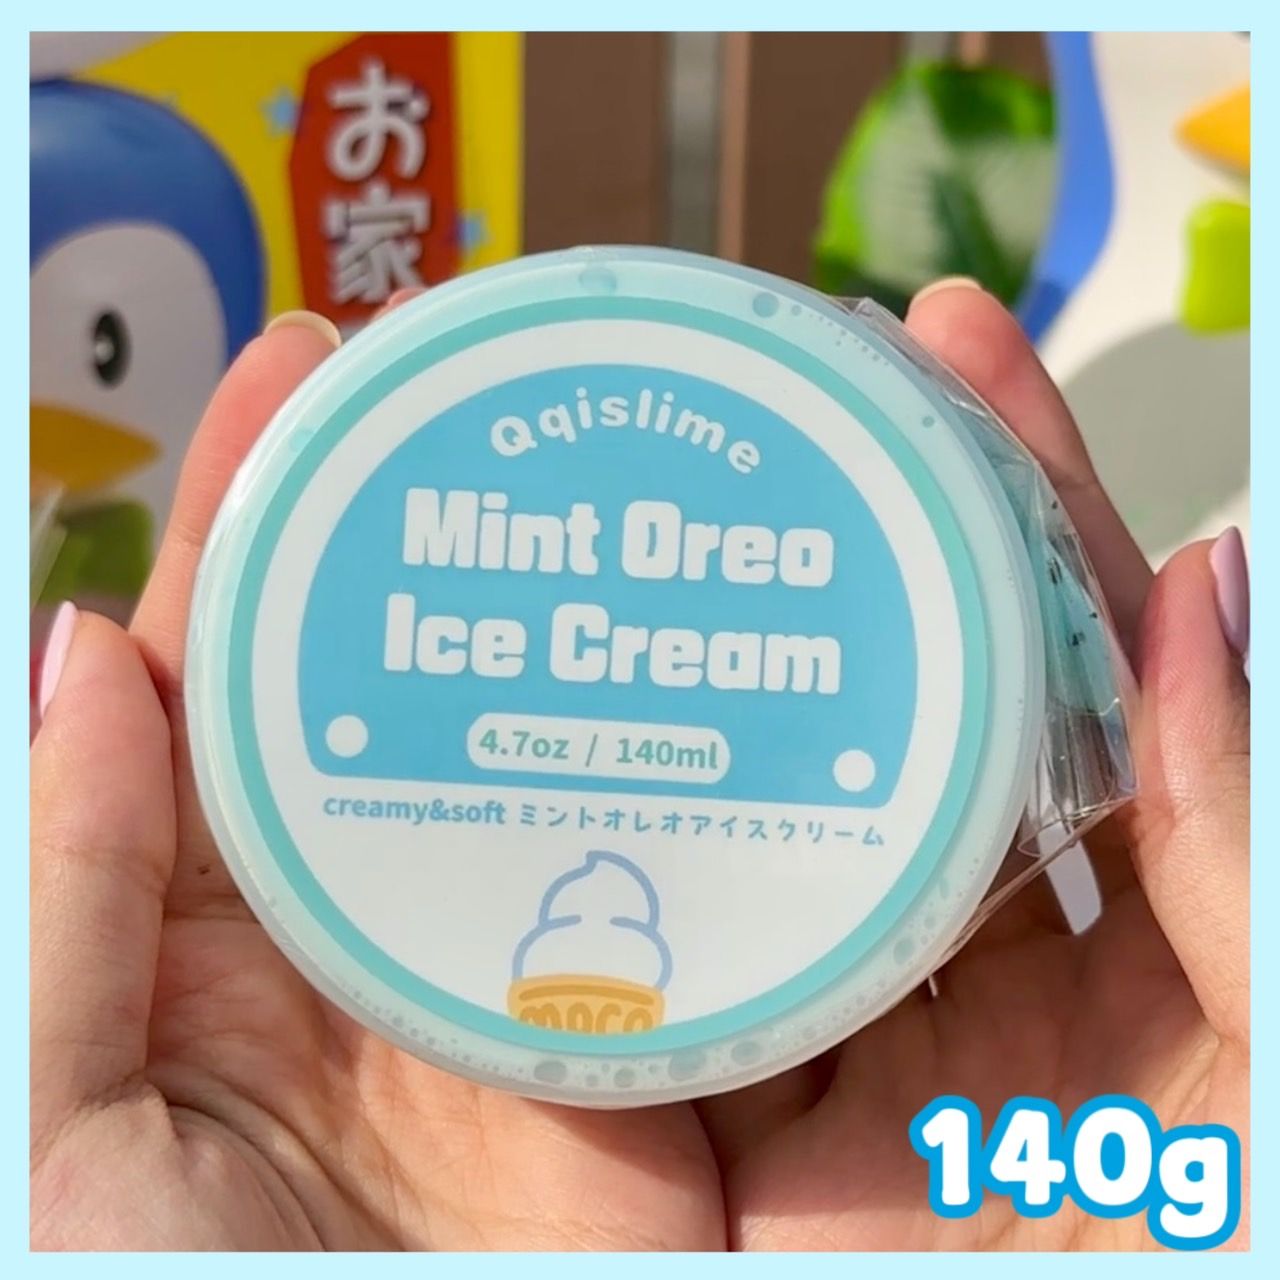 お家
Qqislime
Mint Oreo
Ice Cream
4.7oz / 140ml
creamy&soft ミントオレオアイスクリーム
moco
140g